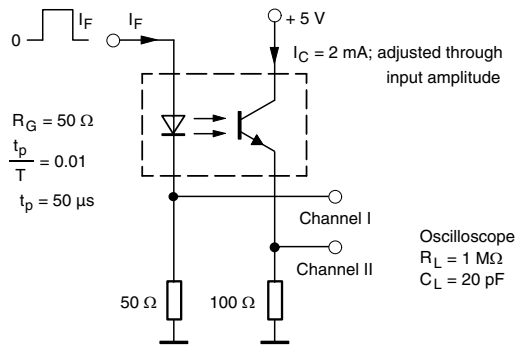 0
I_F
I_F
+ 5 V
I_C = 2 mA; adjusted through
input amplitude
R_G = 50 Ω
t_p
T
= 0.01
t_p = 50 µs
Channel I
Channel II
50 Ω
100 Ω
Oscilloscope
R_L = 1 MΩ
C_L = 20 pF